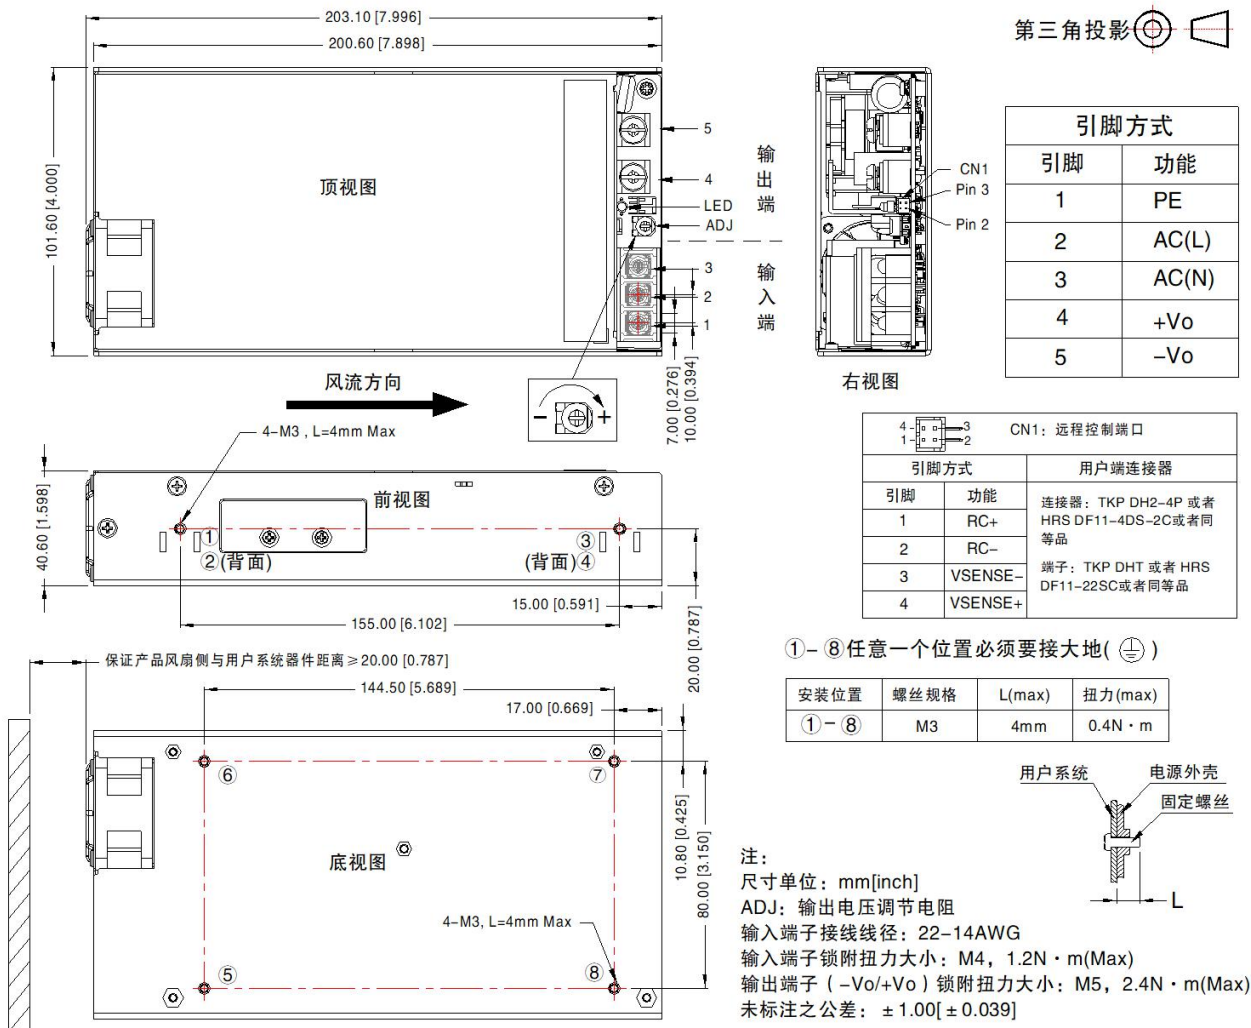 203.10 [7.996]
200.60 [7.898]
第三角投影
101.60 [4.000]
顶视图
5
4
LED
ADJ
3
2
1
输出端
输入端
7.00 [0.276]
10.00 [0.394]
CN1
Pin 3
Pin 2
右视图
引脚方式
引脚 功能
1 PE
2 AC(L)
3 AC(N)
4 +Vo
5 –Vo
风流方向
− +
4–M3 , L=4mm Max
40.60 [1.598]
前视图
①
②(背面)
③
(背面)④
15.00 [0.591]
155.00 [6.102]
20.00 [0.787]
4 3
1 2
CN1：远程控制端口
引脚方式 用户端连接器
引脚 功能
1 RC+
2 RC–
3 VSENSE–
4 VSENSE+
连接器：TKP DH2–4P 或者
HRS DF11–4DS–2C或者同
等品
端子：TKP DHT 或者 HRS
DF11–22SC或者同等品
①–⑧任意一个位置必须要接大地( )
安装位置 螺丝规格 L(max) 扭力(max)
①–⑧ M3 4mm 0.4N·m
保证产品风扇侧与用户系统器件距离≥20.00 [0.787]
144.50 [5.689]
17.00 [0.669]
⑥
⑦
底视图
10.80 [0.425]
80.00 [3.150]
4–M3, L=4mm Max
⑤
⑧
用户系统
电源外壳
固定螺丝
L
注：
尺寸单位：mm[inch]
ADJ：输出电压调节电阻
输入端子接线线径：22–14AWG
输入端子锁附扭力大小：M4，1.2N·m(Max)
输出端子（–Vo/+Vo）锁附扭力大小：M5，2.4N·m(Max)
未标注之公差：±1.00[±0.039]